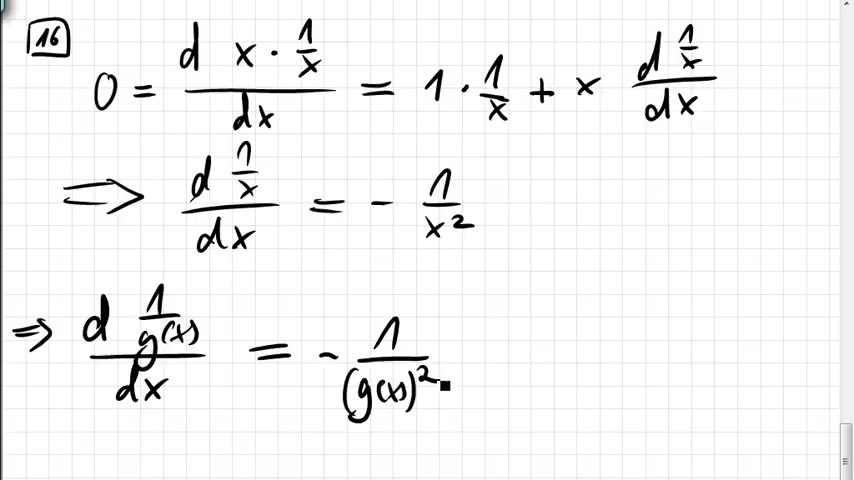 16
0 = d x · 1/x / dx = 1 · 1/x + x d 1/x / dx
⇒ d 1/x / dx = - 1/x²
⇒ d 1/g(x) / dx = - 1/(g(x)²